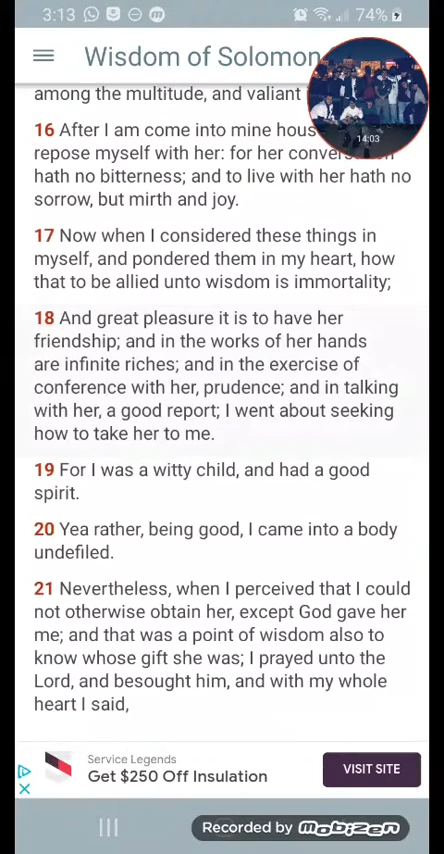 3:13 74%
Wisdom of Solomon
14:03
among the multitude, and valiant
16 After I am come into mine
repose myself with her: for her
hath no bitterness; and to live with her hath no
sorrow, but mirth and joy.
17 Now when I considered these things in
myself, and pondered them in my heart, how
that to be allied unto wisdom is immortality;
18 And great pleasure it is to have her
friendship; and in the works of her hands
are infinite riches; and in the exercise of
conference with her, prudence; and in talking
with her, a good report; I went about seeking
how to take her to me.
19 For I was a witty child, and had a good
spirit.
20 Yea rather, being good, I came into a body
undefiled.
21 Nevertheless, when I perceived that I could
not otherwise obtain her, except God gave her
me; and that was a point of wisdom also to
know whose gift she was; I prayed unto the
Lord, and besought him, and with my whole
heart I said,
Service Legends
Get $250 Off Insulation
VISIT SITE
Recorded by Mobizen